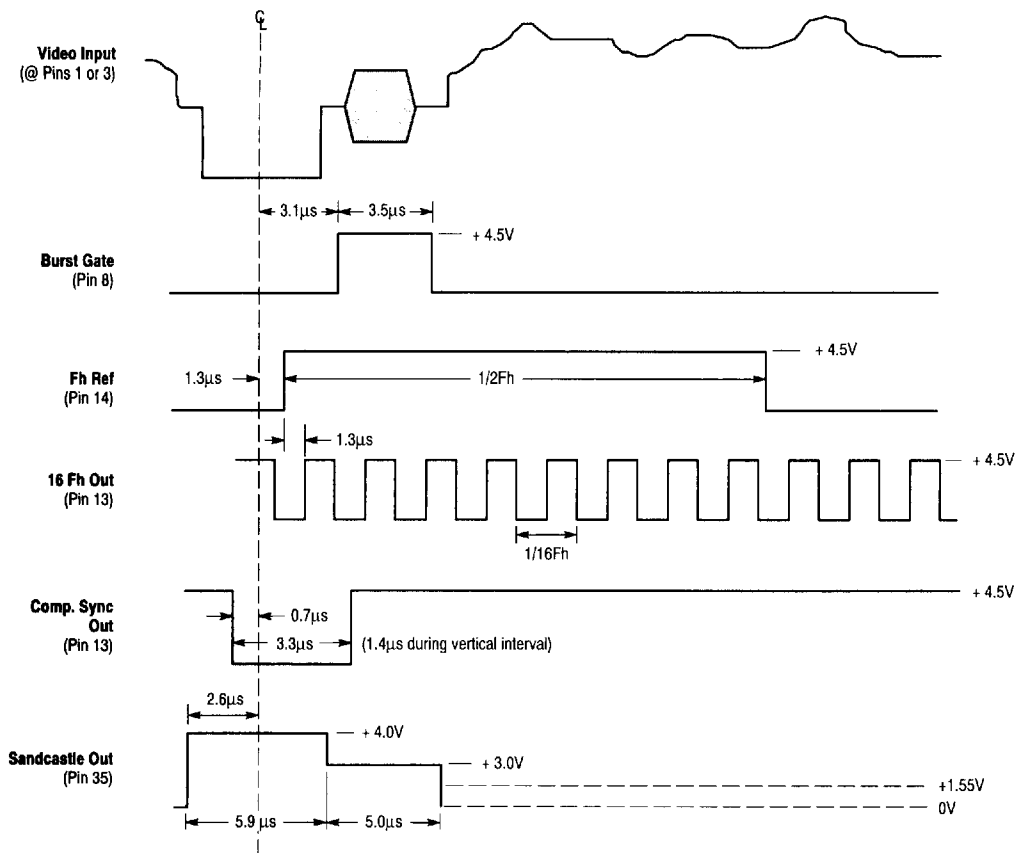 ℄
Video Input
(@ Pins 1 or 3)
3.1μs
3.5μs
+ 4.5V
Burst Gate
(Pin 8)
+ 4.5V
1.3μs
Fh Ref
(Pin 14)
1/2Fh
1.3μs
+ 4.5V
16 Fh Out
(Pin 13)
1/16Fh
+ 4.5V
Comp. Sync
Out
(Pin 13)
0.7μs
3.3μs
(1.4μs during vertical interval)
2.6μs
+ 4.0V
Sandcastle Out
(Pin 35)
+ 3.0V
+1.55V
0V
5.9 μs
5.0μs